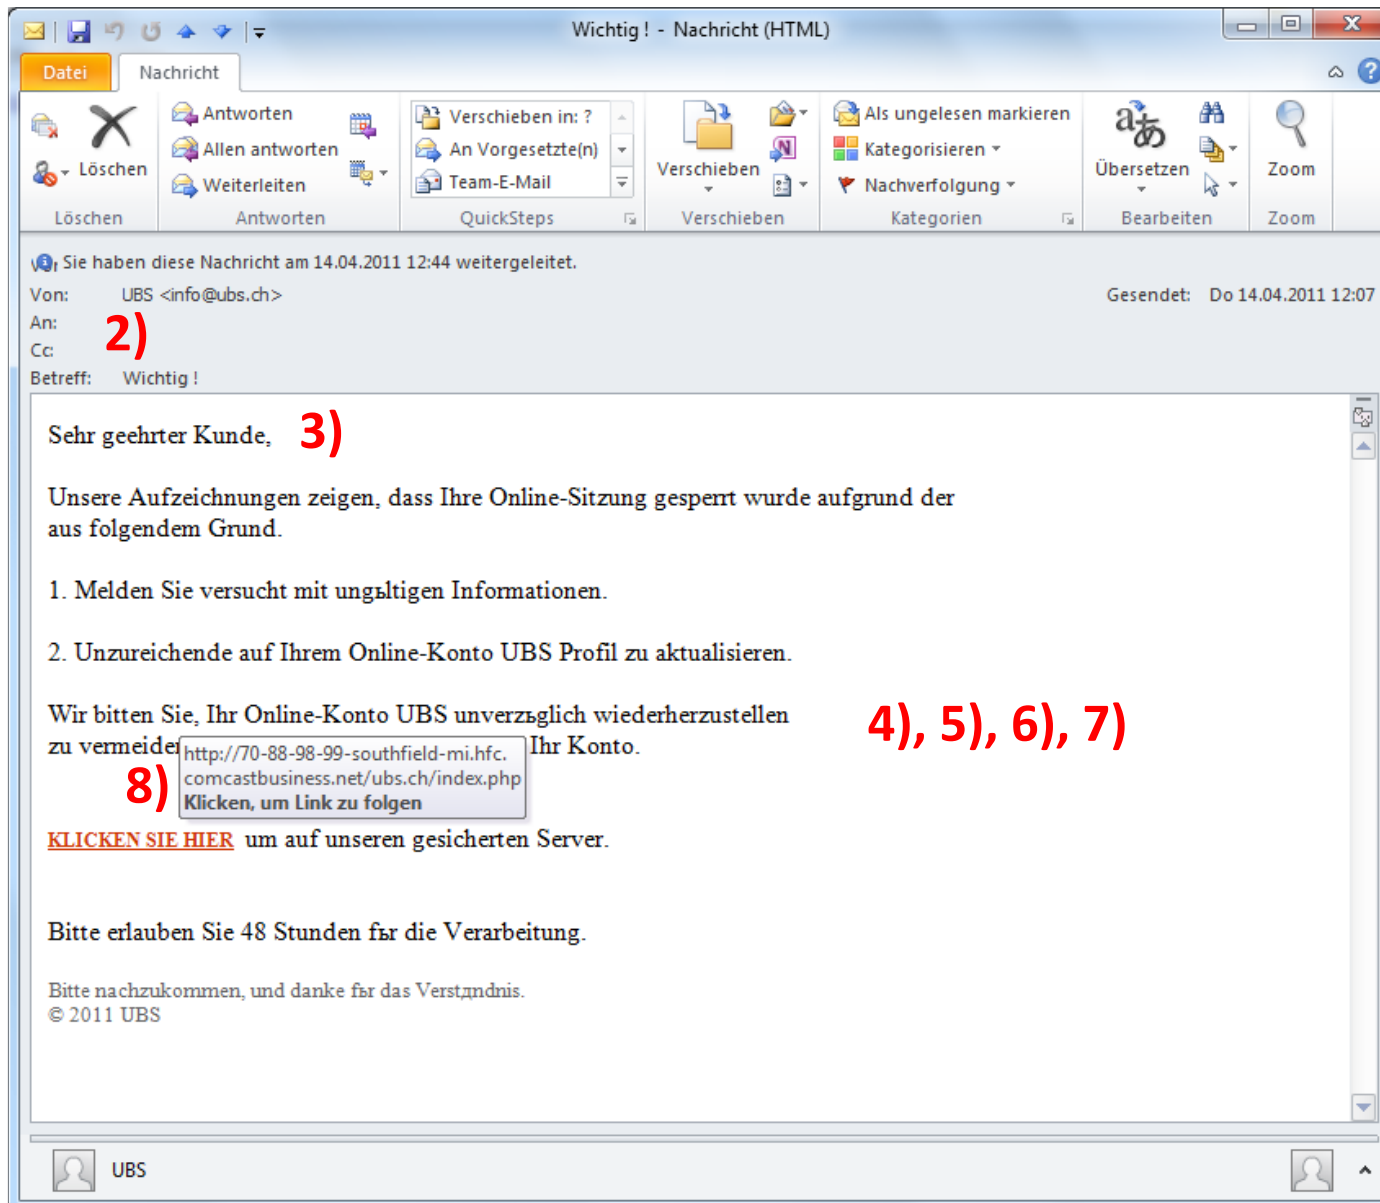 Wichtig ! - Nachricht (HTML)
Datei Nachricht
Löschen
Antworten
Allen antworten
Weiterleiten
Verschieben in: ?
An Vorgesetzte(n)
Team-E-Mail
Verschieben
Als ungelesen markieren
Kategorisieren
Nachverfolgung
Übersetzen
Zoom
Löschen Antworten QuickSteps Verschieben Kategorien Bearbeiten Zoom
Sie haben diese Nachricht am 14.04.2011 12:44 weitergeleitet.
Von: UBS <info@ubs.ch> Gesendet: Do 14.04.2011 12:07
An:
2)
Cc:
Betreff: Wichtig !
Sehr geehrter Kunde, 3)
Unsere Aufzeichnungen zeigen, dass Ihre Online-Sitzung gesperrt wurde aufgrund der
aus folgendem Grund.
1. Melden Sie versucht mit ungьltigen Informationen.
2. Unzureichende auf Ihrem Online-Konto UBS Profil zu aktualisieren.
Wir bitten Sie, Ihr Online-Konto UBS unverzьglich wiederherzustellen
4), 5), 6), 7)
zu vermeiden Ihr Konto.
http://70-88-98-99-southfield-mi.hfc.
comcastbusiness.net/ubs.ch/index.php
8)
Klicken, um Link zu folgen
KLICKEN SIE HIER um auf unseren gesicherten Server.
Bitte erlauben Sie 48 Stunden fьr die Verarbeitung.
Bitte nachzukommen, und danke fьr das Verstдndnis.
© 2011 UBS
UBS